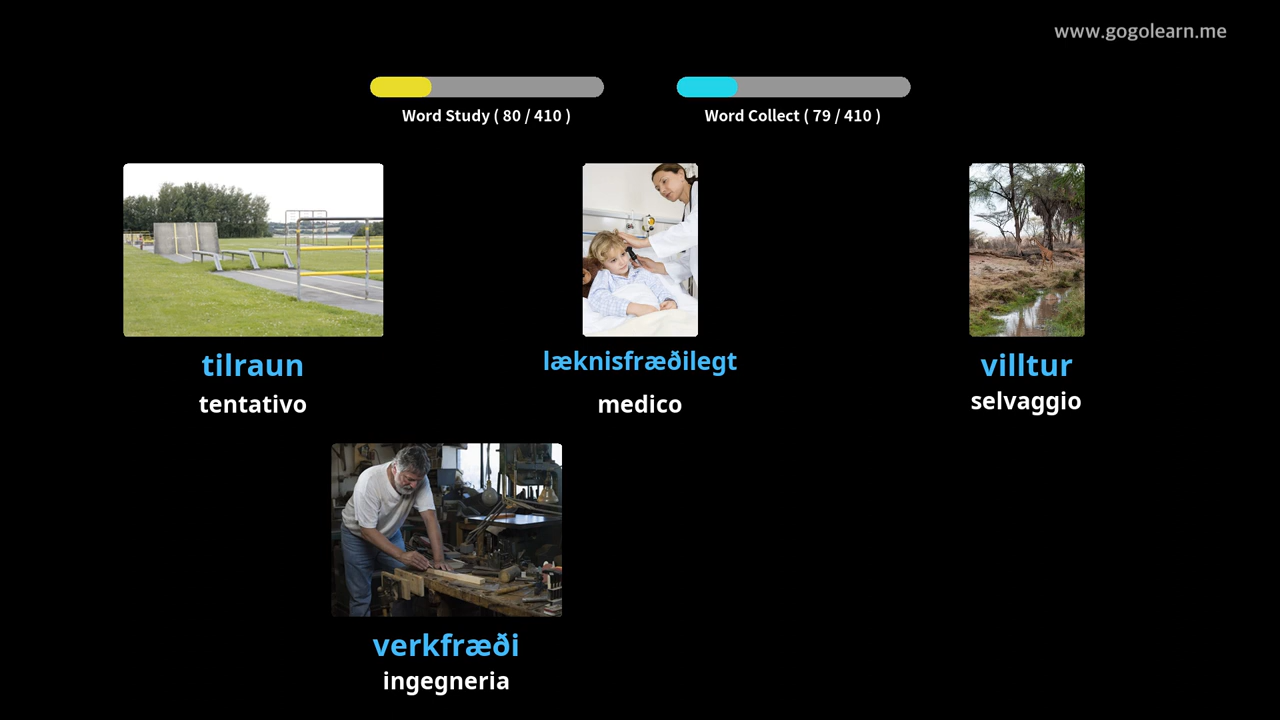 www.gogolearn.me
Word Study ( 80 / 410 )
Word Collect ( 79 / 410 )
tilraun
tentativo
læknisfræðilegt
medico
villtur
selvaggio
verkfræði
ingegneria